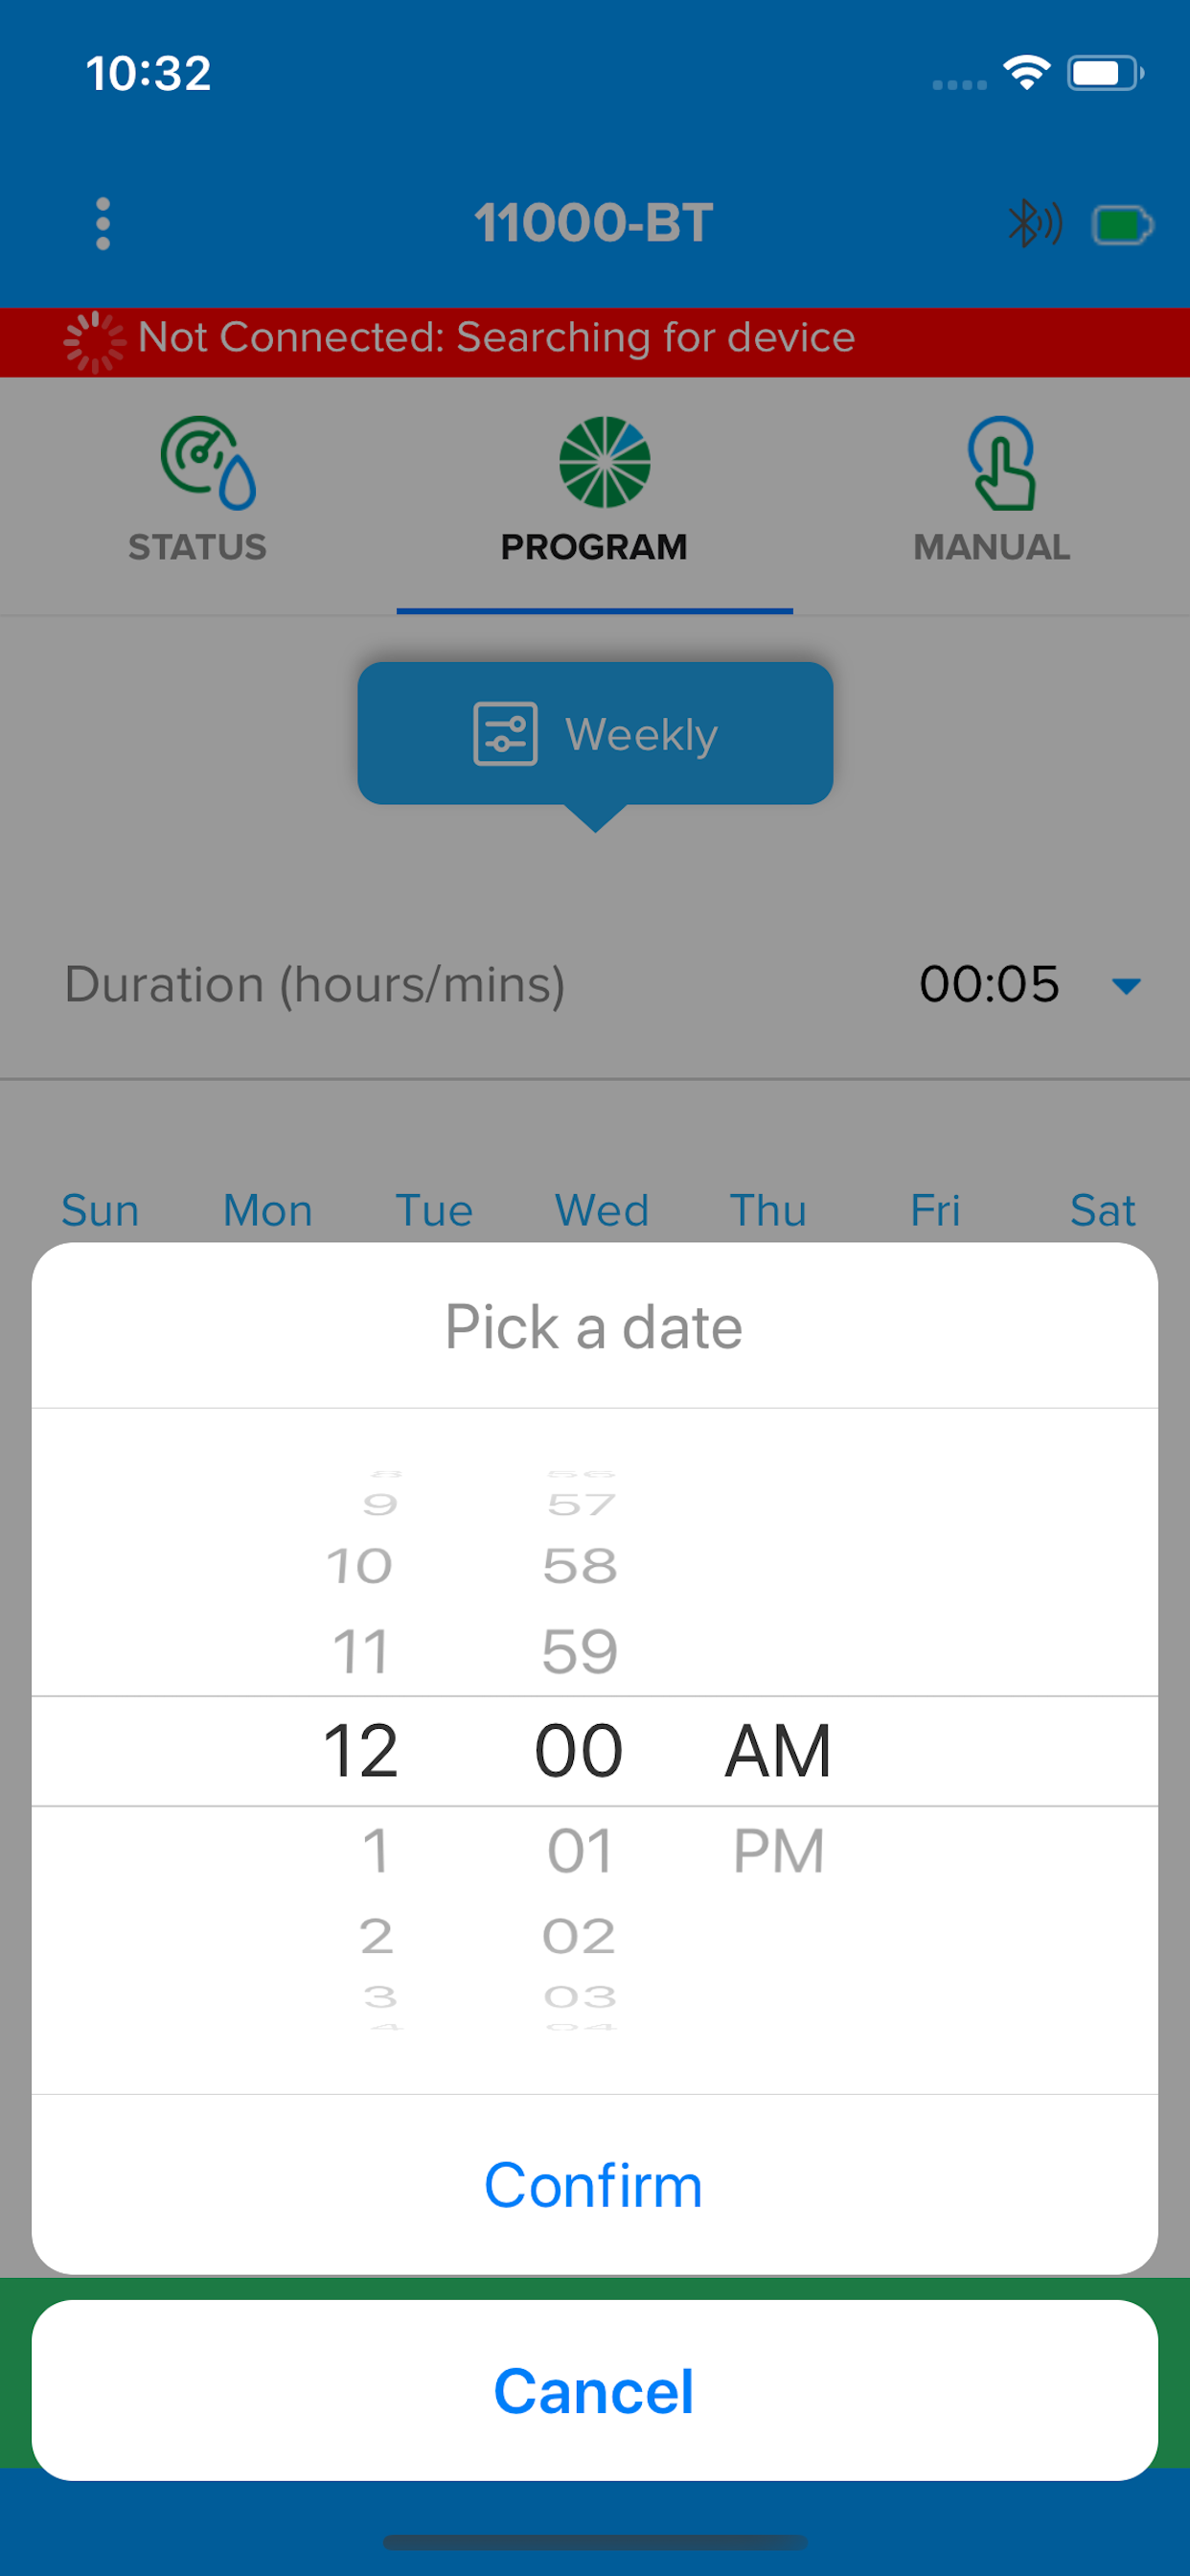 10:32
11000-BT
Not Connected: Searching for device
STATUS PROGRAM MANUAL
Weekly
Duration (hours/mins) 00:05
Sun Mon Tue Wed Thu Fri Sat
Pick a date
8 56
9 57
10 58
11 59
12 00 AM
1 01 PM
2 02
3 03
4 04
Confirm
Cancel